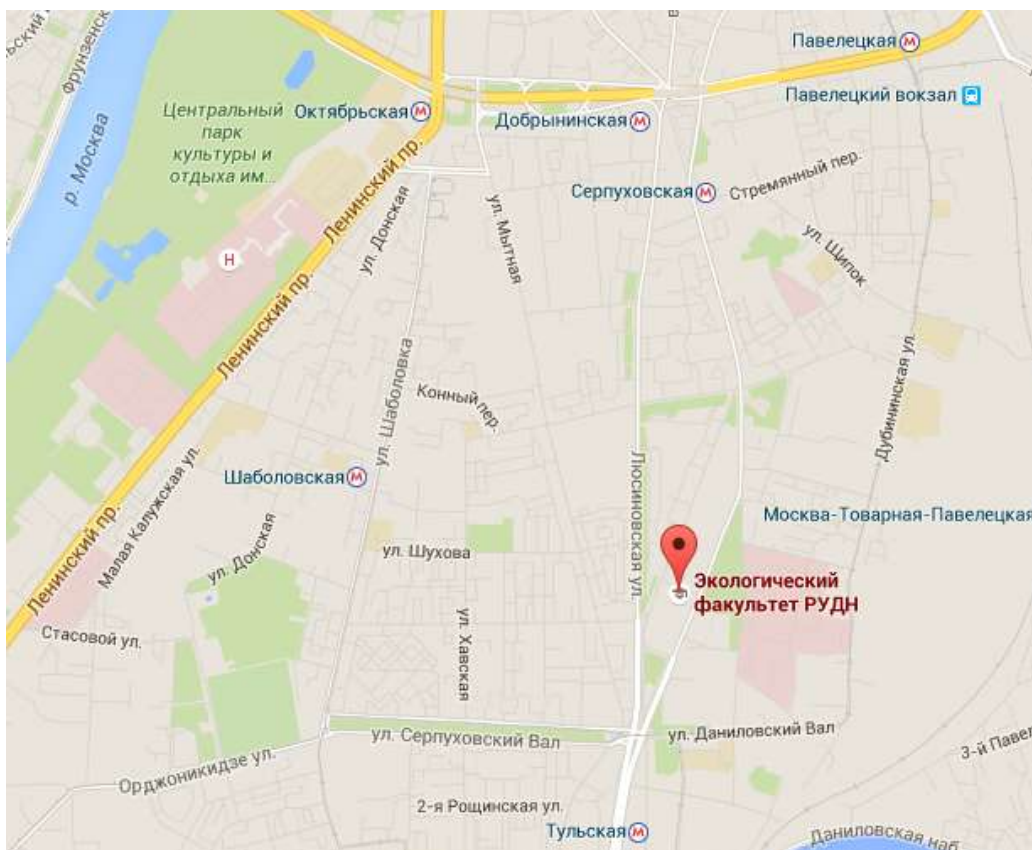 Фрунзенск
р. Москва
Центральный
парк
культуры и
отдыха им...
Октябрьская
Добрынинская
Павелецкая
Павелецкий вокзал
Серпуховская
Стремянный пер.
ул. Щипок
Ленинский пр.
ул. Донская
ул. Мытная
Н
Ленинский пр.
ул. Шаболовка
Конный пер.
Дубининская ул.
Малая Калужская ул.
Шаболовская
Люсиновская ул.
Москва-Товарная-Павелецкая
Ленинский пр.
ул. Донская
ул. Шухова
Экологический
факультет РУДН
Стасовой ул.
ул. Хавская
ул. Серпуховский Вал
ул. Даниловский Вал
3-й Павел
Орджоникидзе ул.
2-я Рощинская ул.
Тульская
Даниловская наб